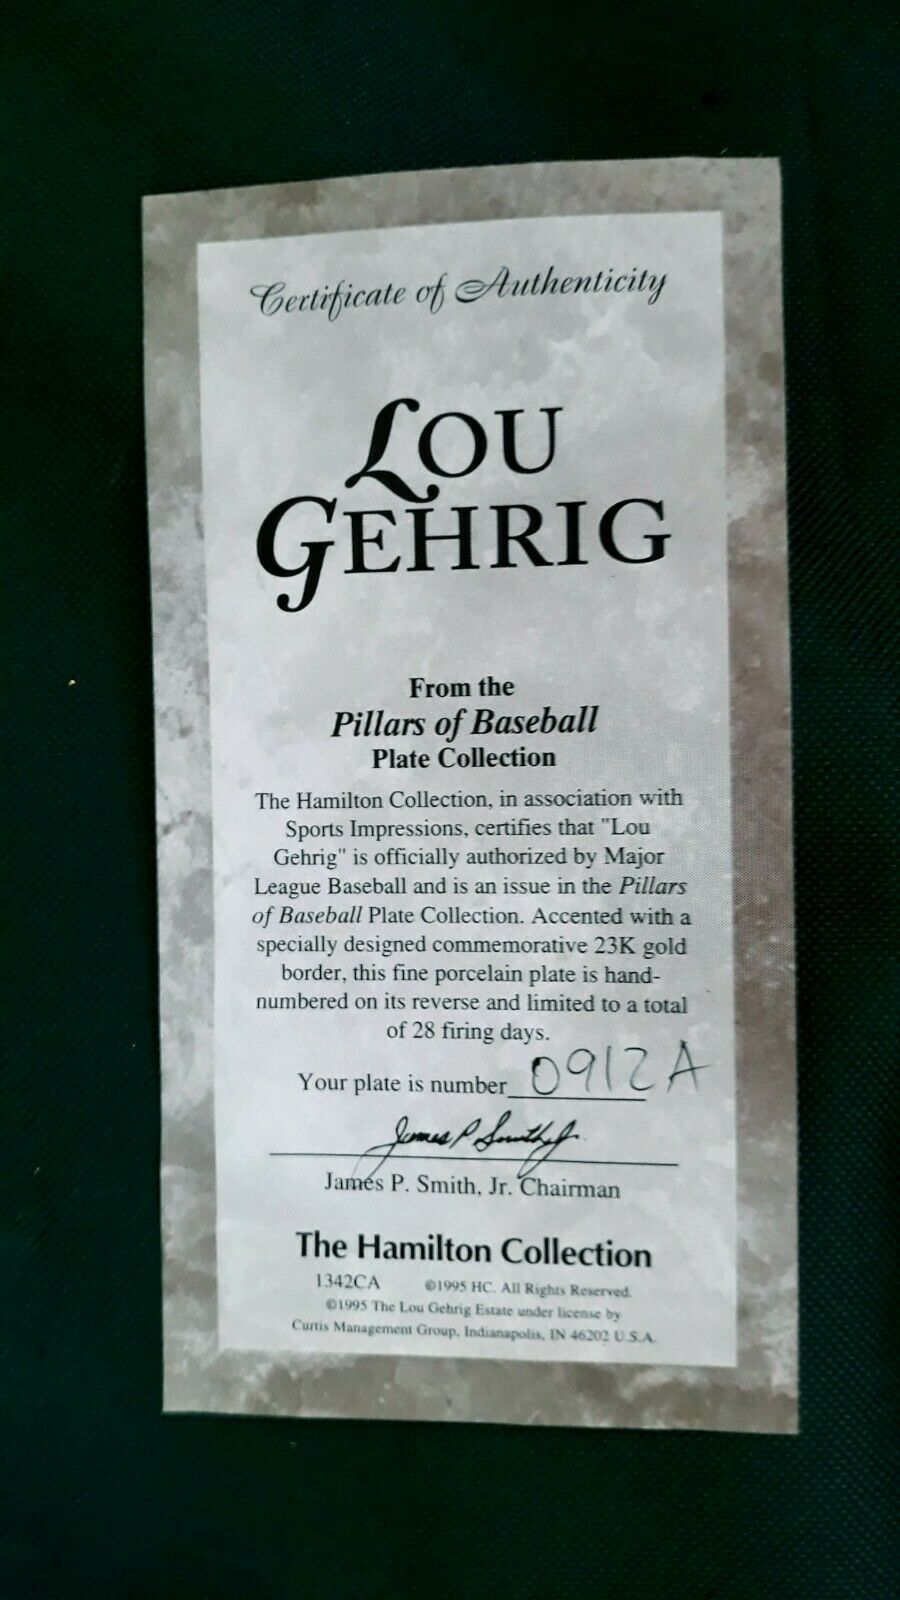 Certificate of Authenticity
LOU
GEHRIG
From the
Pillars of Baseball
Plate Collection
The Hamilton Collection, in association with
Sports Impressions, certifies that "Lou
Gehrig" is officially authorized by Major
League Baseball and is an issue in the Pillars
of Baseball Plate Collection. Accented with a
specially designed commemorative 23K gold
border, this fine porcelain plate is hand-
numbered on its reverse and limited to a total
of 28 firing days.
Your plate is number 0912A
James P Smith Jr.
James P. Smith, Jr. Chairman
The Hamilton Collection
1342CA ©1995 HC. All Rights Reserved.
©1995 The Lou Gehrig Estate under license by
Curtis Management Group, Indianapolis, IN 46202 U.S.A.